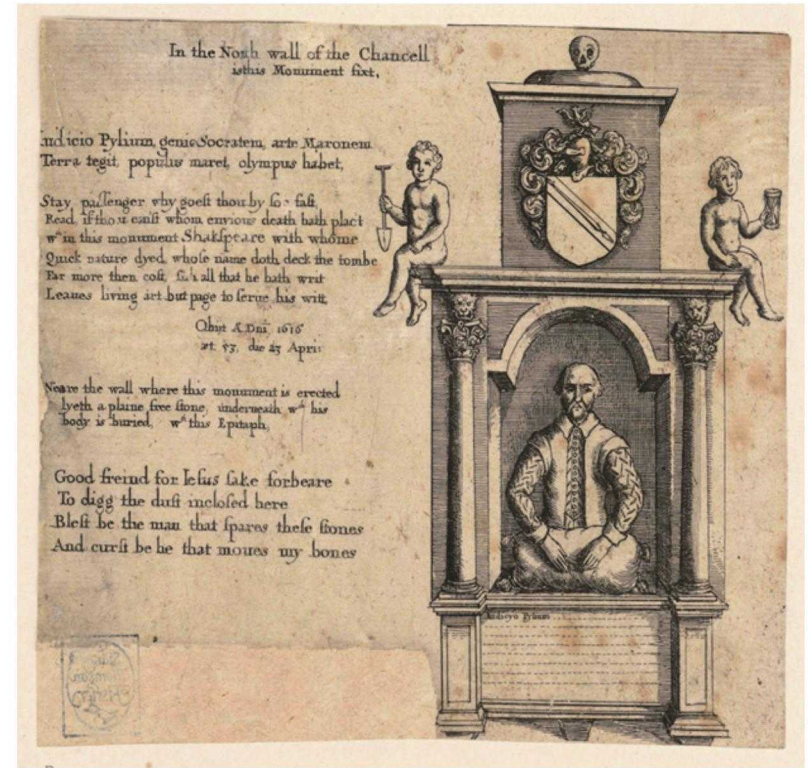 In the North wall of the Chancell
is this Monument fixt,
Iudicio Pylium, genio Socratem, arte Maronem
Terra tegit, populus mæret, olympus habet,
Stay passenger why goest thou by soe fast,
Read, if thou canst whom envious death hath plact
wth in this monument Shakspeare with whome
Quick nature dyed, whose name doth deck the tombe
Far more then cost, sith all that he hath writ
Leaues living art but page to serue his witt
Obijt Æ Dni 1616
æt. 53, die 23 Apri:
Neare the wall where this monument is erected
lyeth a plaine free stone, underneath wch his
body is buried, wth this Epitaph,
Good freind for Iesus sake forbeare
To digg the dust inclosed here
Blest be the man that spares these stones
And curst be he that moues my bones
Iudicyo Pylium